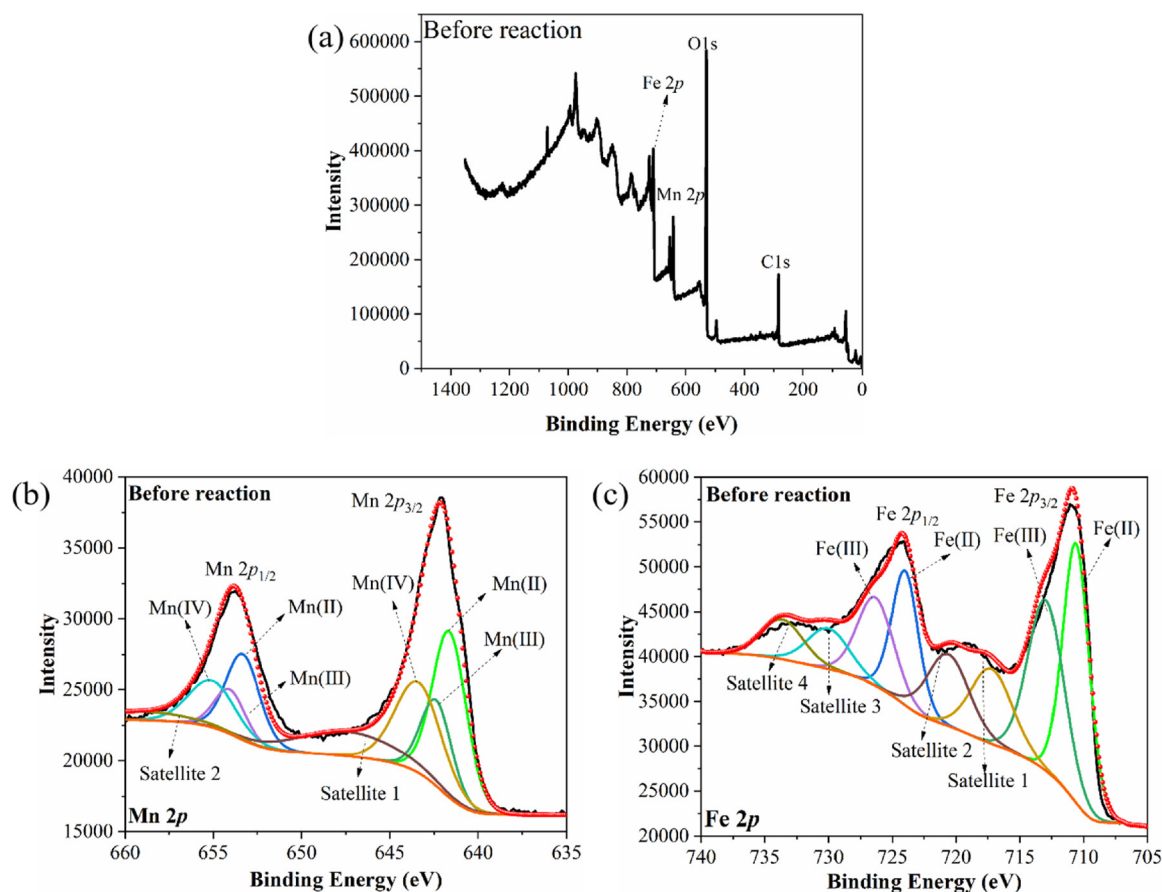 (a)
Before reaction
O1s
Fe 2p
Mn 2p
C1s
600000
500000
400000
300000
200000
100000
0
Intensity
1400 1200 1000 800 600 400 200 0
Binding Energy (eV)
(b)
Before reaction
Mn 2p3/2
Mn(IV)
Mn(II)
Mn(III)
Mn 2p1/2
Mn(IV)
Mn(II)
Mn(III)
Satellite 2
Satellite 1
Mn 2p
40000
35000
30000
25000
20000
15000
Intensity
660 655 650 645 640 635
Binding Energy (eV)
(c)
Before reaction
Fe 2p3/2
Fe(III)
Fe(II)
Fe 2p1/2
Fe(III)
Fe(II)
Satellite 4
Satellite 3
Satellite 2
Satellite 1
Fe 2p
60000
55000
50000
45000
40000
35000
30000
25000
20000
Intensity
740 735 730 725 720 715 710 705
Binding Energy (eV)